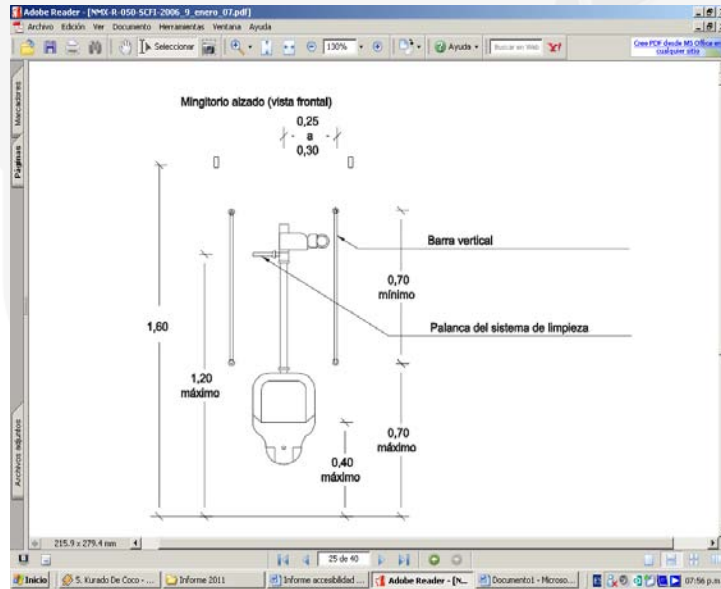 Adobe Reader - [NMX-R-050-SCFI-2006_9_enero_07.pdf]
Archivo Edición Ver Documento Herramientas Ventana Ayuda
Seleccionar 130% Ayuda Buscar en Web Y!
Cree PDF desde MS Office en cualquier sitio
Marcadores
Páginas
Archivos adjuntos
Mingitorio alzado (vista frontal)
0,25
a
0,30
Barra vertical
0,70
mínimo
1,60
Palanca del sistema de limpieza
1,20
máximo
0,70
máximo
0,40
máximo
215.9 x 279.4 mm
25 de 40
Inicio
5. Kurado De Coco - ...
Informe 2011
Informe accesibilidad ...
Adobe Reader - [N...
Documento1 - Microso...
07:56 p.m.